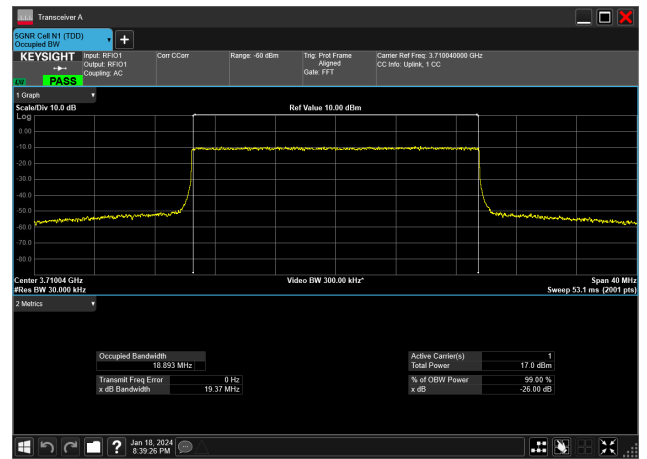 Transceiver A
5GNR Cell N1 (TDD)
Occupied BW
KEYSIGHT
Input: RFIO1
Output: RFIO1
Coupling: AC
Corr CCorr
Range: -60 dBm
Trig: Prot Frame
Aligned
Gate: FFT
Carrier Ref Freq: 3.710040000 GHz
CC Info: Uplink, 1 CC
LW
PASS
1 Graph
Scale/Div 10.0 dB
Ref Value 10.00 dBm
Log
0.00
-10.0
-20.0
-30.0
-40.0
-50.0
-60.0
-70.0
-80.0
Center 3.71004 GHz
Video BW 300.00 kHz*
Span 40 MHz
#Res BW 30.000 kHz
Sweep 53.1 ms (2001 pts)
2 Metrics
Occupied Bandwidth
18.893 MHz
Transmit Freq Error 0 Hz
x dB Bandwidth 19.37 MHz
Active Carrier(s) 1
Total Power 17.0 dBm
% of OBW Power 99.00 %
x dB -26.00 dB
Jan 18, 2024
8:39:26 PM